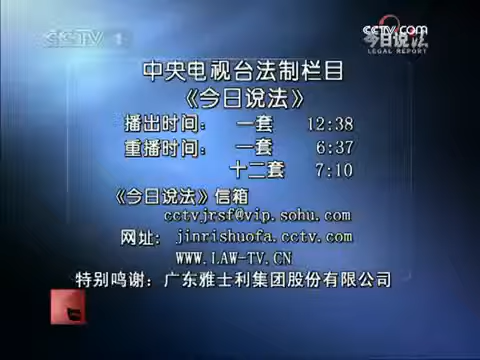 CCTV 1
cctv.com
今日说法
LEGAL REPORT
中央电视台法制栏目
《今日说法》
播出时间： 一套 12:38
重播时间： 一套 6:37
十二套 7:10
《今日说法》信箱
cctvjrsf@vip.sohu.com
网址： jinrishuofa.cctv.com
WWW.LAW-TV.CN
特别鸣谢：广东雅士利集团股份有限公司